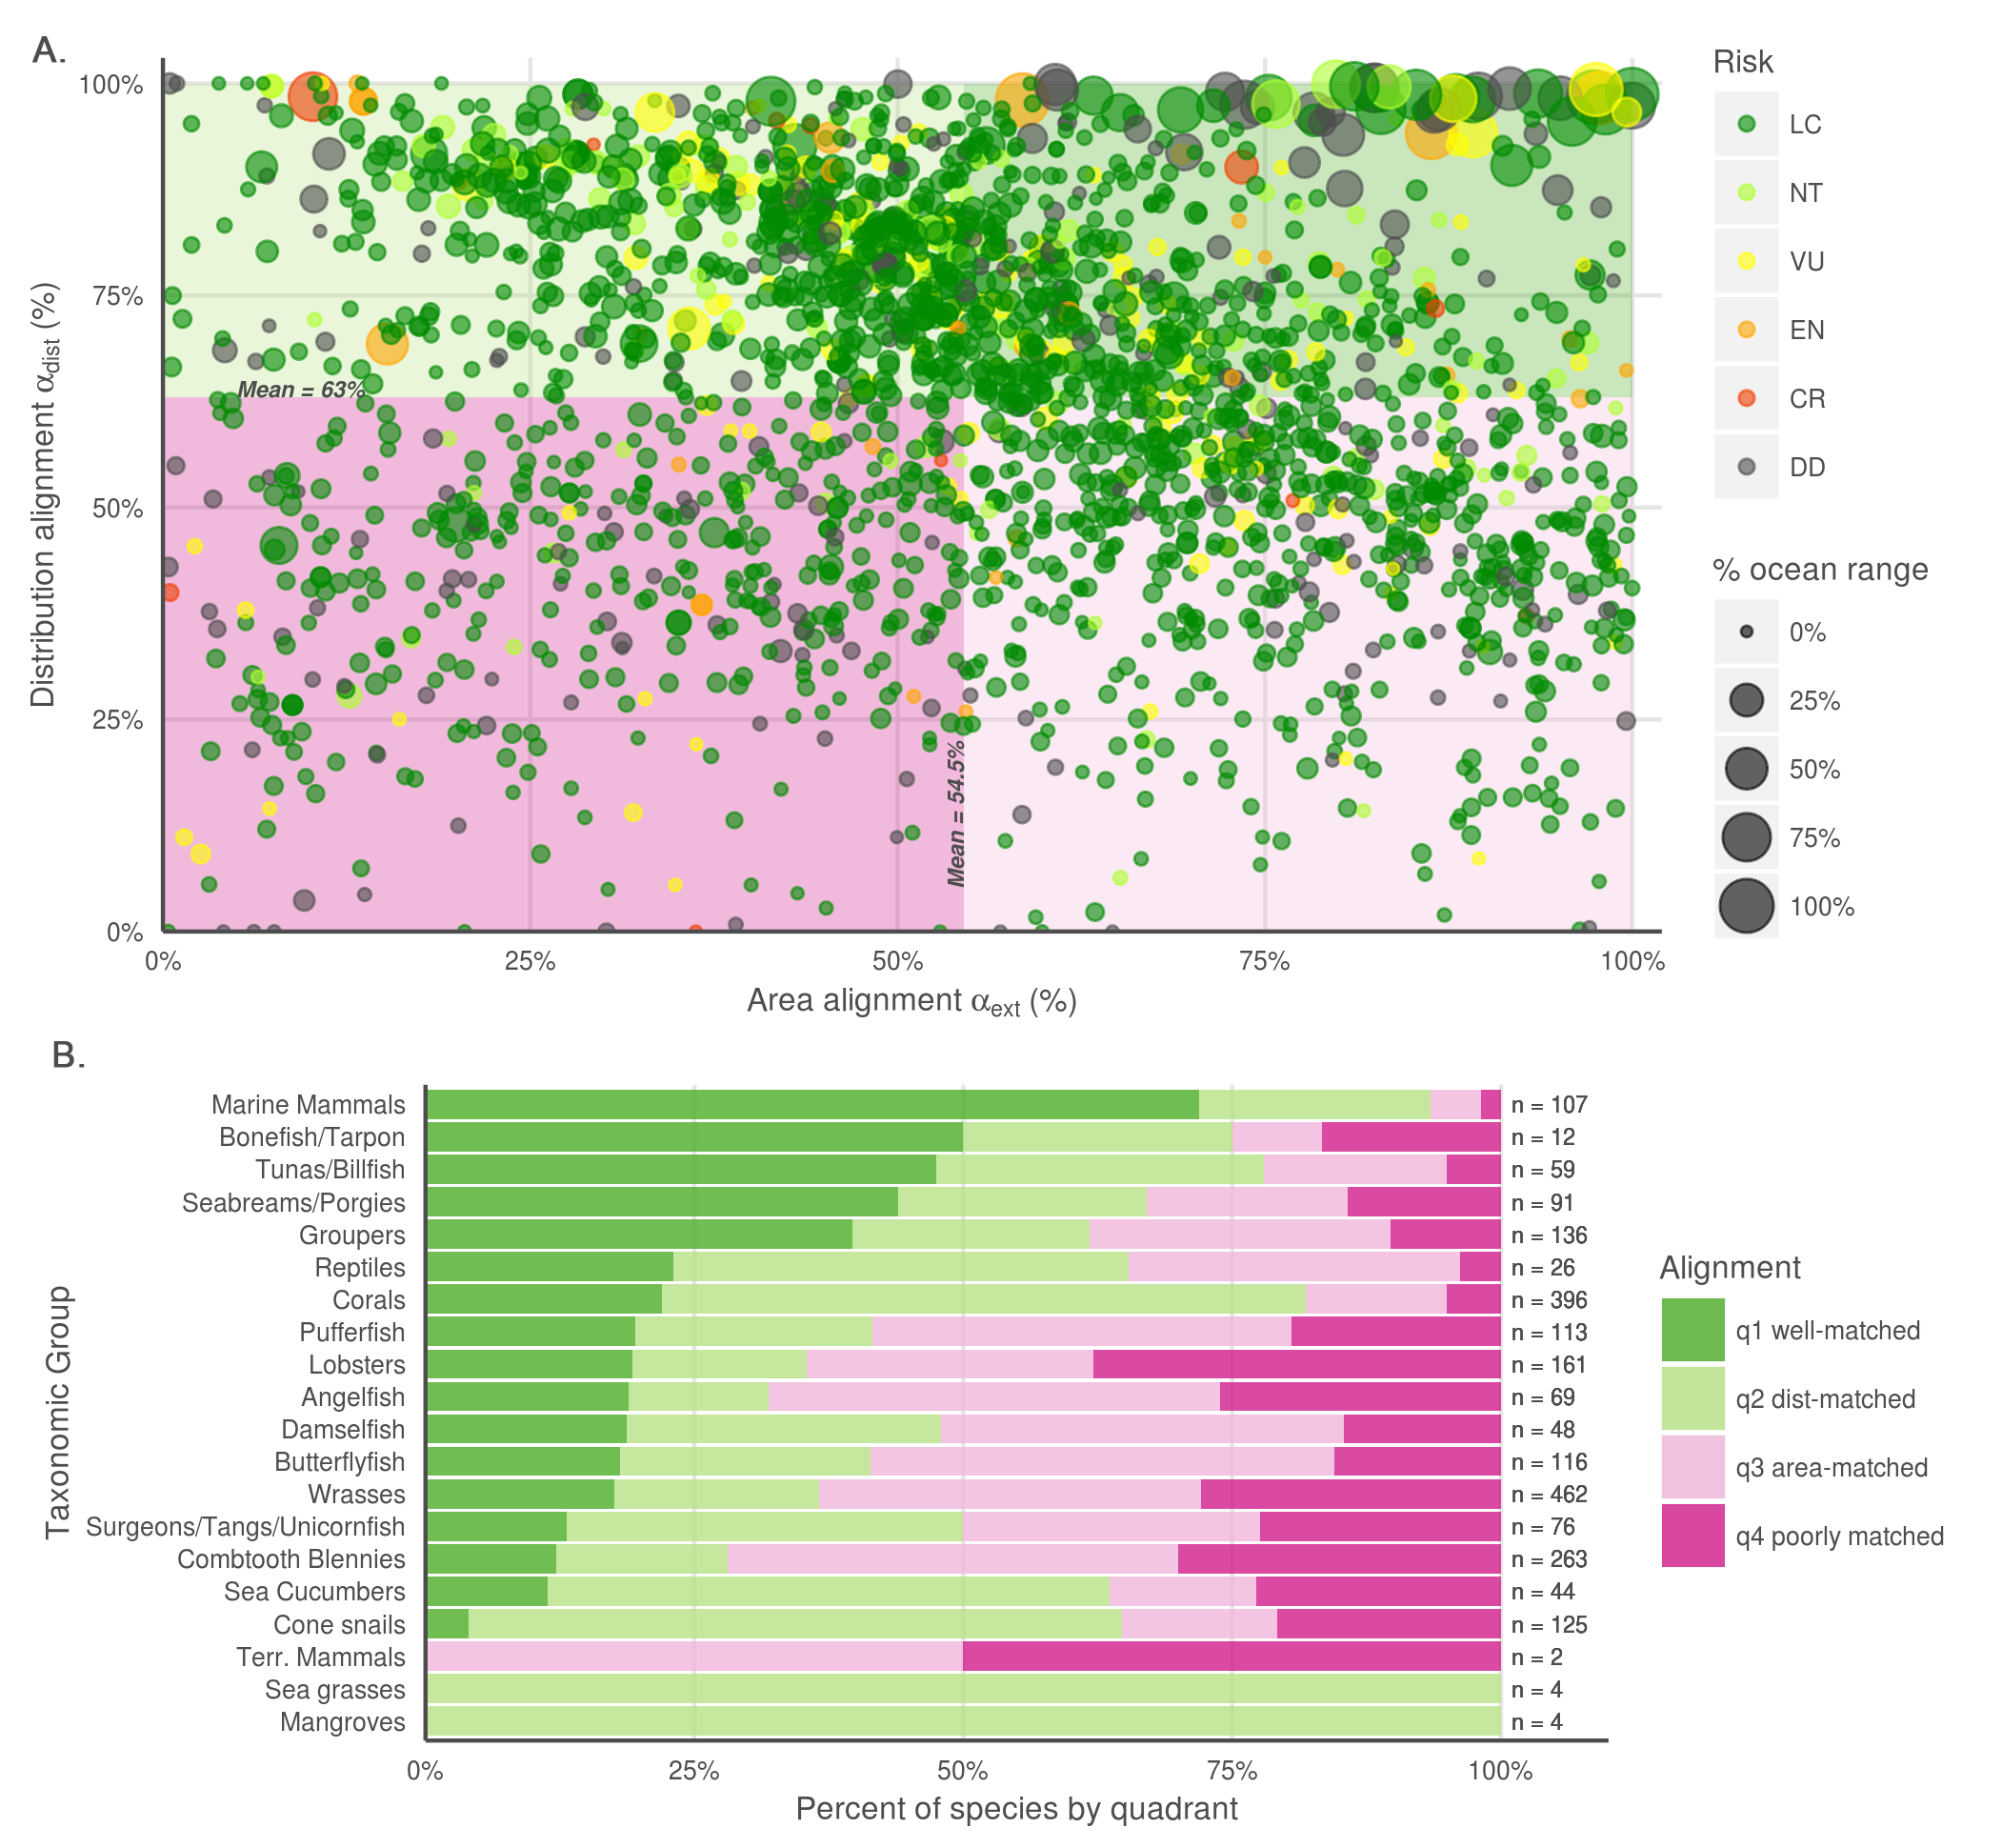 A.
100%
75%
50%
25%
0%
Distribution alignment αdist (%)
Mean = 63%
Mean = 54.5%
0%
25%
50%
75%
100%
Area alignment αext (%)
Risk
LC
NT
VU
EN
CR
DD
% ocean range
0%
25%
50%
75%
100%
B.
Taxonomic Group
Marine Mammals n = 107
Bonefish/Tarpon n = 12
Tunas/Billfish n = 59
Seabreams/Porgies n = 91
Groupers n = 136
Reptiles n = 26
Corals n = 396
Pufferfish n = 113
Lobsters n = 161
Angelfish n = 69
Damselfish n = 48
Butterflyfish n = 116
Wrasses n = 462
Surgeons/Tangs/Unicornfish n = 76
Combtooth Blennies n = 263
Sea Cucumbers n = 44
Cone snails n = 125
Terr. Mammals n = 2
Sea grasses n = 4
Mangroves n = 4
0%
25%
50%
75%
100%
Percent of species by quadrant
Alignment
q1 well-matched
q2 dist-matched
q3 area-matched
q4 poorly matched